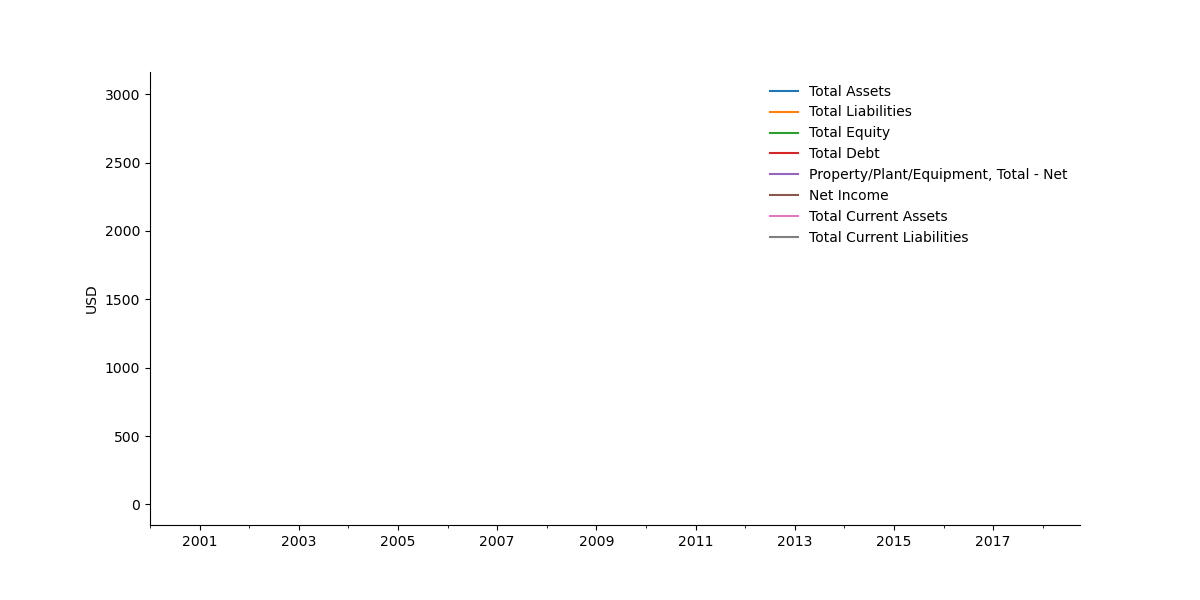 3000
2500
2000
1500
1000
500
0
USD
2001 2003 2005 2007 2009 2011 2013 2015 2017
Total Assets
Total Liabilities
Total Equity
Total Debt
Property/Plant/Equipment, Total - Net
Net Income
Total Current Assets
Total Current Liabilities